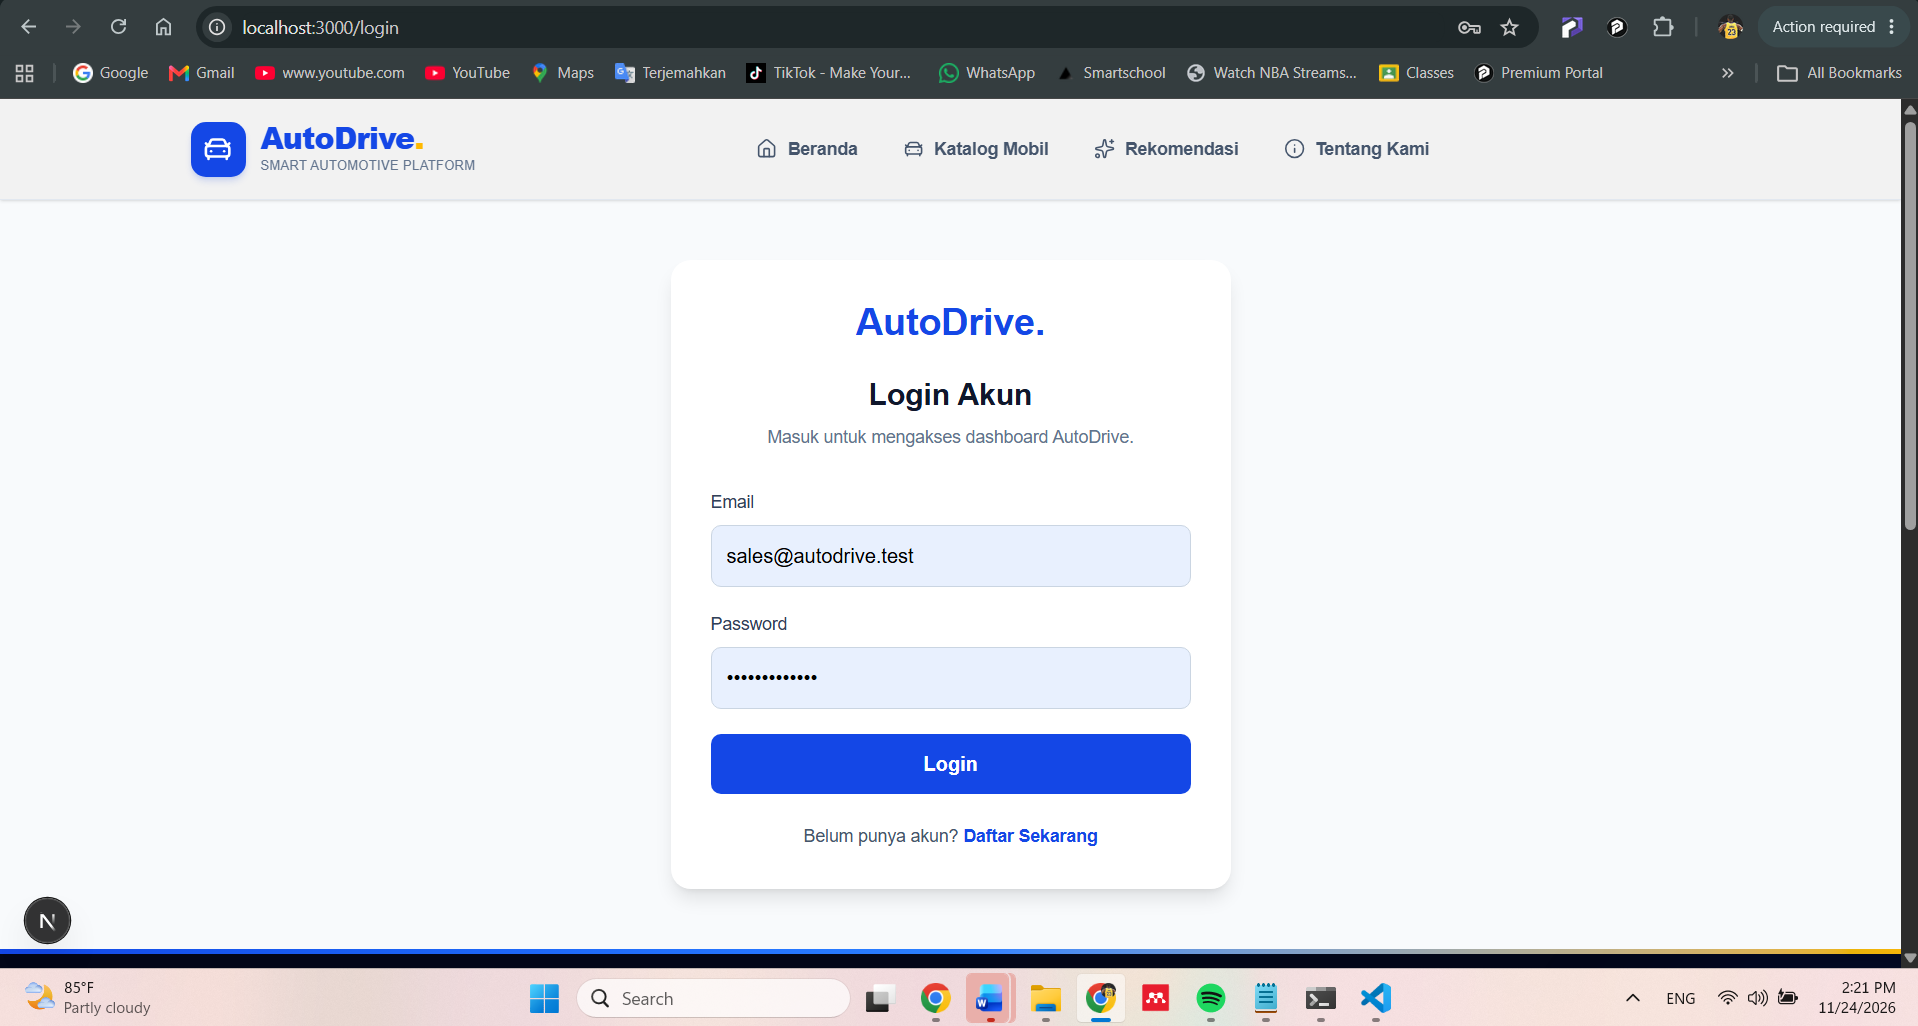 localhost:3000/login
Action required
Google
Gmail
www.youtube.com
YouTube
Maps
Terjemahkan
TikTok - Make Your...
WhatsApp
Smartschool
Watch NBA Streams...
Classes
Premium Portal
All Bookmarks
AutoDrive.
SMART AUTOMOTIVE PLATFORM
Beranda
Katalog Mobil
Rekomendasi
Tentang Kami
AutoDrive.
Login Akun
Masuk untuk mengakses dashboard AutoDrive.
Email
sales@autodrive.test
Password
•••••••••••••
Login
Belum punya akun? Daftar Sekarang
N
85°F
Partly cloudy
Search
ENG
2:21 PM
11/24/2026